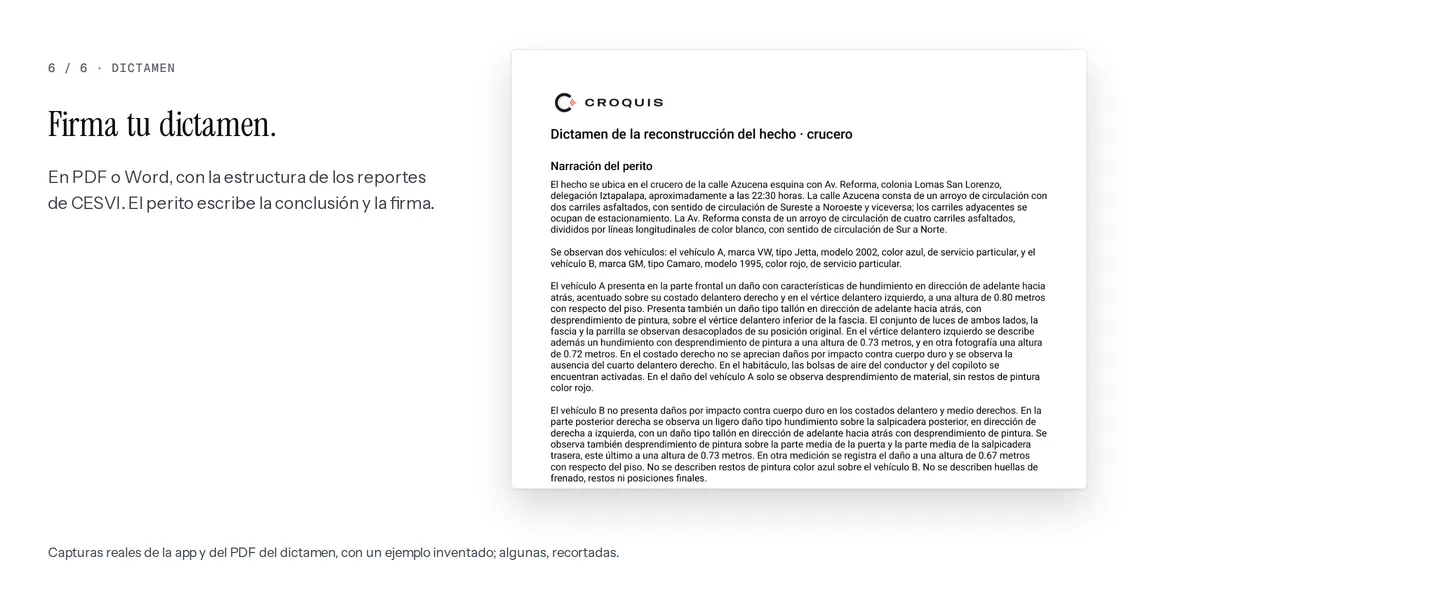 6 / 6 · DICTAMEN
Firma tu dictamen.
En PDF o Word, con la estructura de los reportes
de CESVI. El perito escribe la conclusión y la firma.
CROQUIS
Dictamen de la reconstrucción del hecho · crucero
Narración del perito
El hecho se ubica en el crucero de la calle Azucena esquina con Av. Reforma, colonia Lomas San Lorenzo,
delegación Iztapalapa, aproximadamente a las 22:30 horas. La calle Azucena consta de un arroyo de circulación con
dos carriles asfaltados, con sentido de circulación de Sureste a Noroeste y viceversa; los carriles adyacentes se
ocupan de estacionamiento. La Av. Reforma consta de un arroyo de circulación de cuatro carriles asfaltados,
divididos por líneas longitudinales de color blanco, con sentido de circulación de Sur a Norte.
Se observan dos vehículos: el vehículo A, marca VW, tipo Jetta, modelo 2002, color azul, de servicio particular, y el
vehículo B, marca GM, tipo Camaro, modelo 1995, color rojo, de servicio particular.
El vehículo A presenta en la parte frontal un daño con características de hundimiento en dirección de adelante hacia
atrás, acentuado sobre su costado delantero derecho y en el vértice delantero izquierdo, a una altura de 0.80 metros
con respecto del piso. Presenta también un daño tipo tallón en dirección de adelante hacia atrás, con
desprendimiento de pintura, sobre el vértice delantero inferior de la fascia. El conjunto de luces de ambos lados, la
fascia y la parrilla se observan desacoplados de su posición original. En el vértice delantero izquierdo se describe
además un hundimiento con desprendimiento de pintura a una altura de 0.73 metros, y en otra fotografía una altura
de 0.72 metros. En el costado derecho no se aprecian daños por impacto contra cuerpo duro y se observa la
ausencia del cuarto delantero derecho. En el habitáculo, las bolsas de aire del conductor y del copiloto se
encuentran activadas. En el daño del vehículo A solo se observa desprendimiento de material, sin restos de pintura
color rojo.
El vehículo B no presenta daños por impacto contra cuerpo duro en los costados delantero y medio derechos. En la
parte posterior derecha se observa un ligero daño tipo hundimiento sobre la salpicadera posterior, en dirección de
derecha a izquierda, con un daño tipo tallón en dirección de adelante hacia atrás con desprendimiento de pintura. Se
observa también desprendimiento de pintura sobre la parte media de la puerta y la parte media de la salpicadera
trasera, este último a una altura de 0.73 metros. En otra medición se registra el daño a una altura de 0.67 metros
con respecto del piso. No se describen restos de pintura color azul sobre el vehículo B. No se describen huellas de
frenado, restos ni posiciones finales.
Capturas reales de la app y del PDF del dictamen, con un ejemplo inventado; algunas, recortadas.